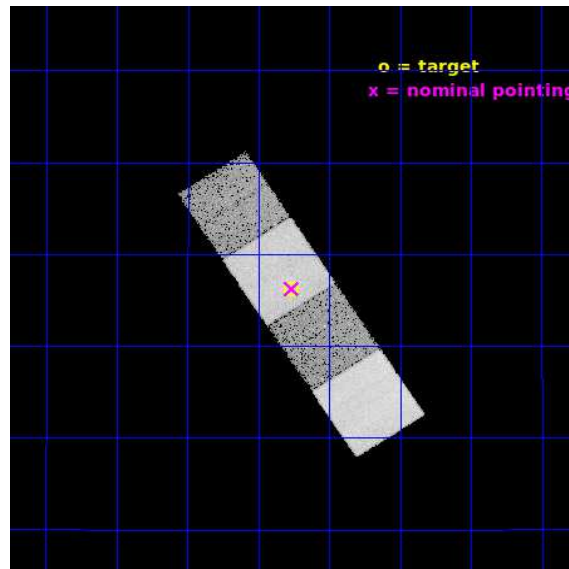 o = target
x = nominal pointing